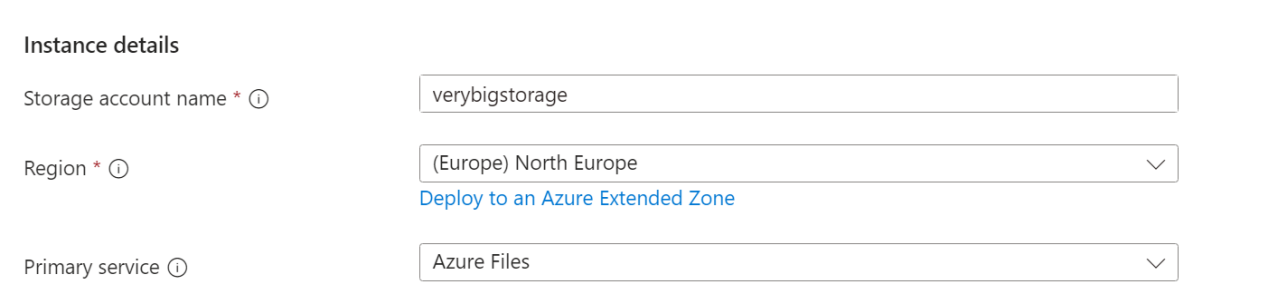 Instance details
Storage account name * ⓘ
verybigstorage
Region * ⓘ
(Europe) North Europe
Deploy to an Azure Extended Zone
Primary service ⓘ
Azure Files